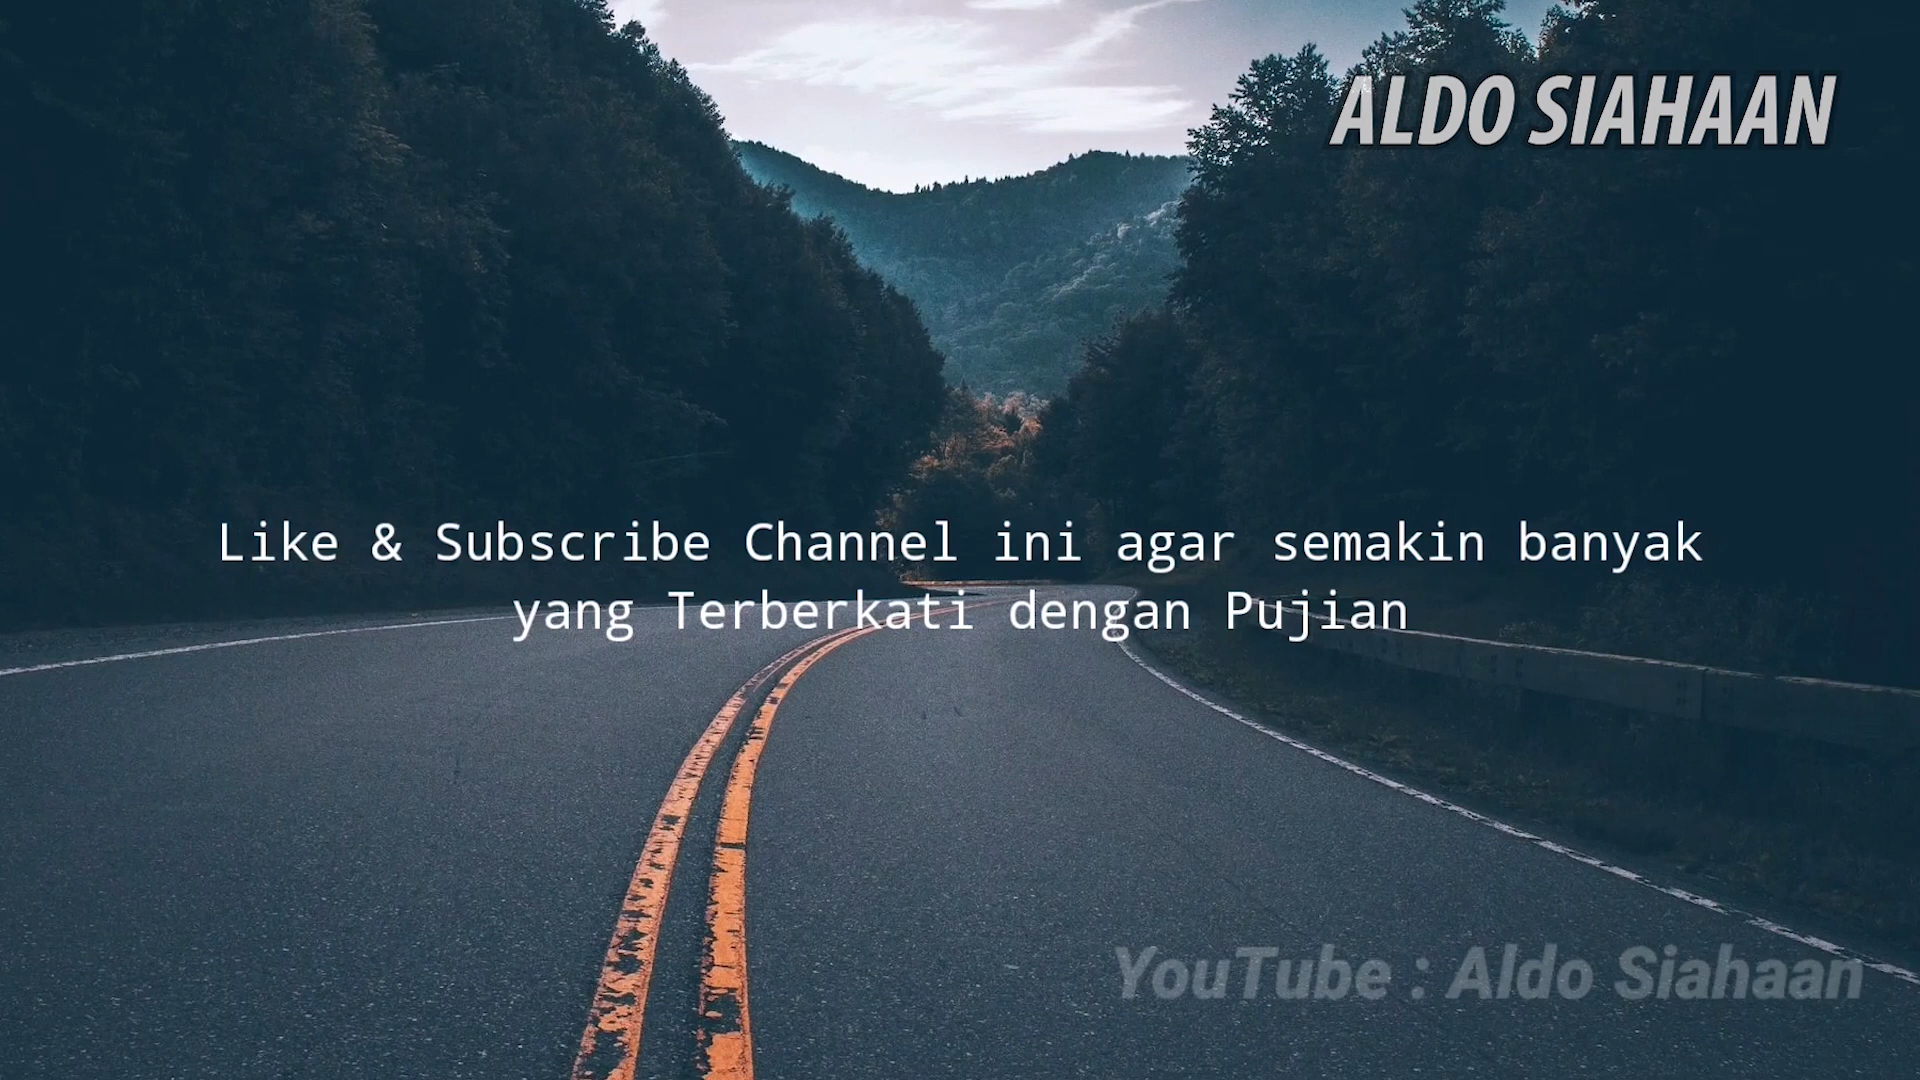 ALDO SIAHAAN
Like & Subscribe Channel ini agar semakin banyak
yang Terberkati dengan Pujian
YouTube : Aldo Siahaan